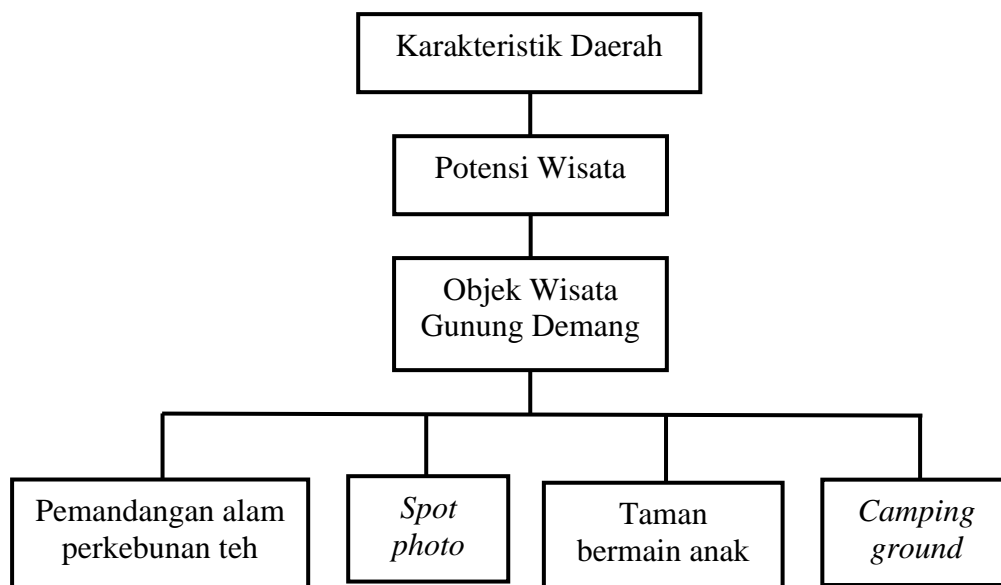 Karakteristik Daerah
Potensi Wisata
Objek Wisata
Gunung Demang
Pemandangan alam
perkebunan teh
Spot
photo
Taman
bermain anak
Camping
ground